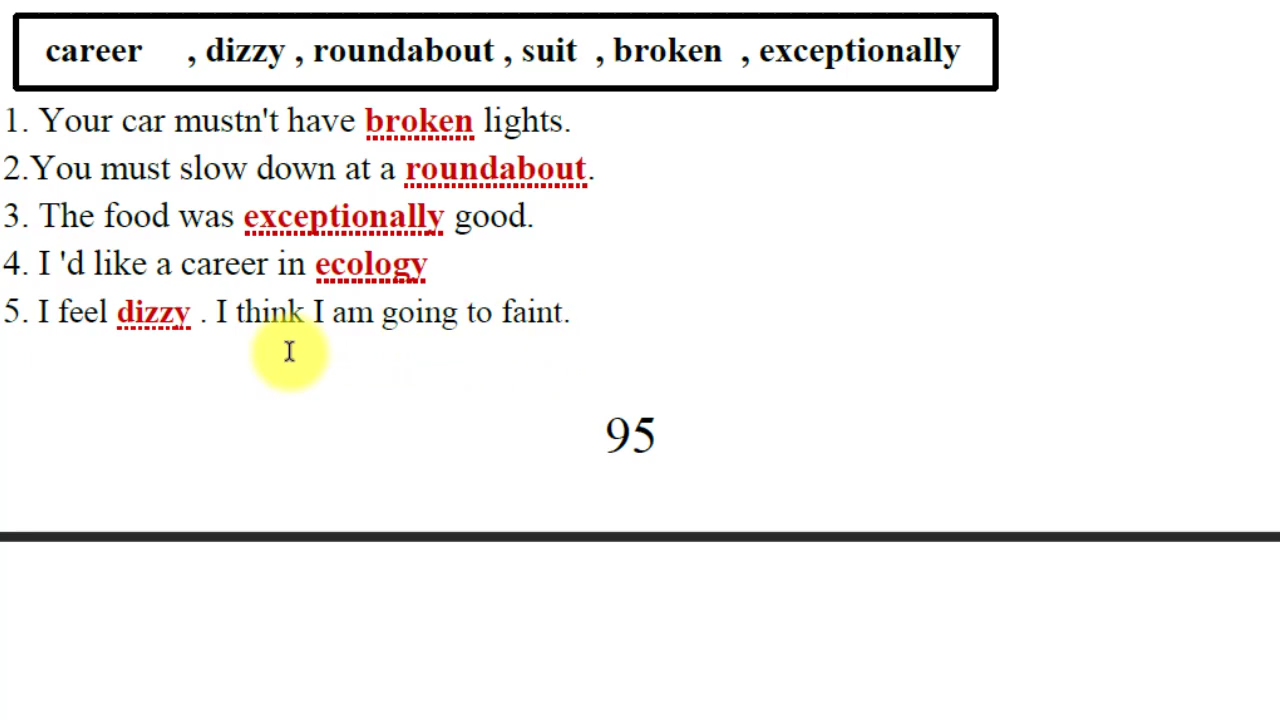 career , dizzy , roundabout , suit , broken , exceptionally
1. Your car mustn't have broken lights.
2.You must slow down at a roundabout.
3. The food was exceptionally good.
4. I 'd like a career in ecology
5. I feel dizzy . I think I am going to faint.
95